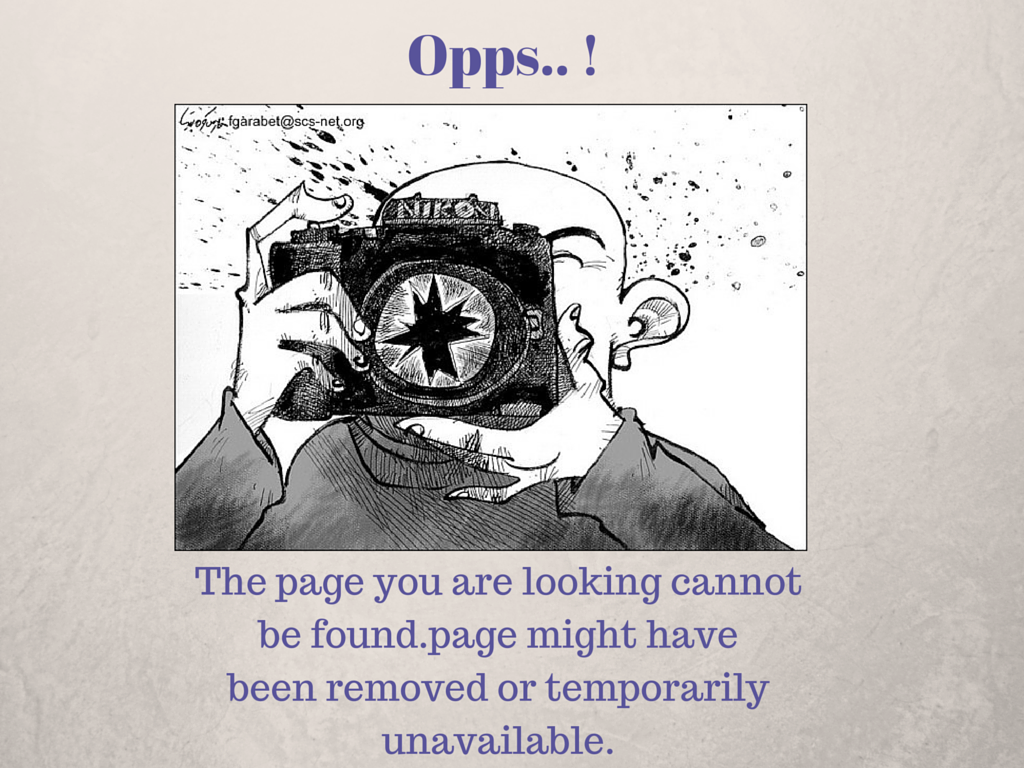 Opps.. !
fgarabet@scs-net.org
NIKON
The page you are looking cannot
be found.page might have
been removed or temporarily
unavailable.